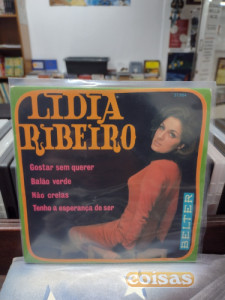 LIDIA
RIBEIRO
Gostar sem querer
Balão verde
Não creias
Tenho a esperança de ser
BELTER
coisas